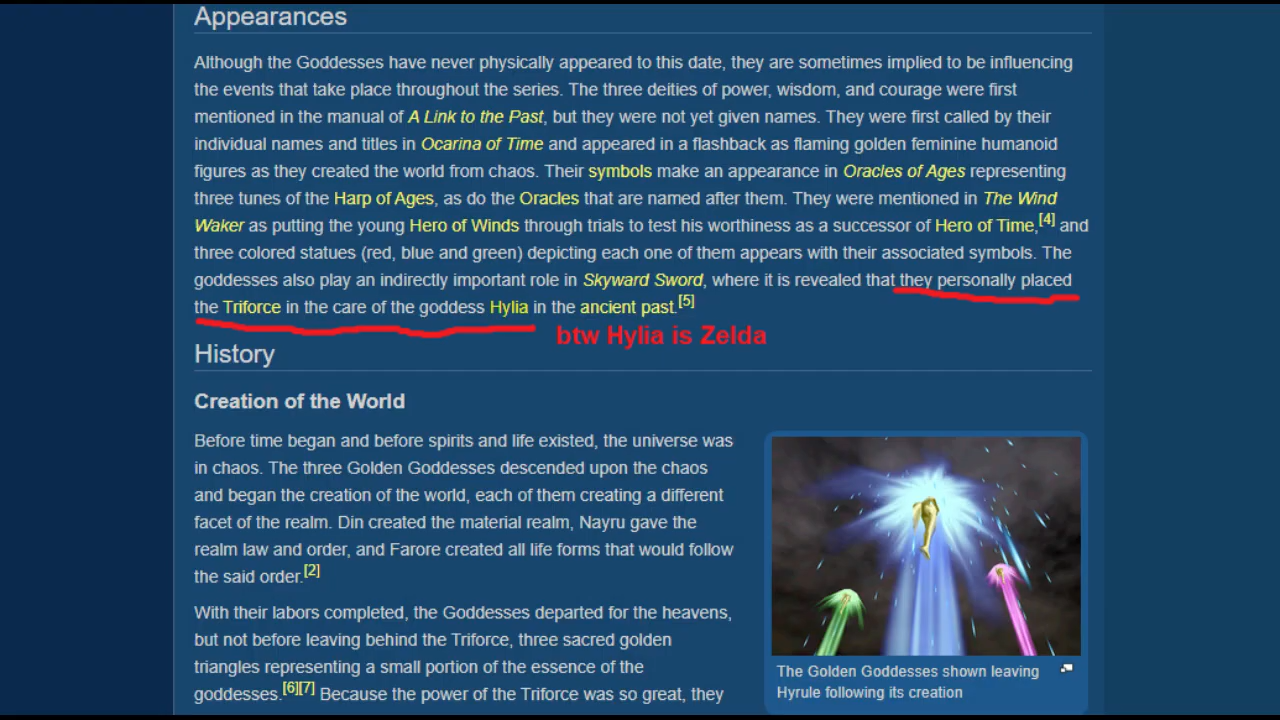 Appearances
Although the Goddesses have never physically appeared to this date, they are sometimes implied to be influencing
the events that take place throughout the series. The three deities of power, wisdom, and courage were first
mentioned in the manual of A Link to the Past, but they were not yet given names. They were first called by their
individual names and titles in Ocarina of Time and appeared in a flashback as flaming golden feminine humanoid
figures as they created the world from chaos. Their symbols make an appearance in Oracles of Ages representing
three tunes of the Harp of Ages, as do the Oracles that are named after them. They were mentioned in The Wind
Waker as putting the young Hero of Winds through trials to test his worthiness as a successor of Hero of Time,[4] and
three colored statues (red, blue and green) depicting each one of them appears with their associated symbols. The
goddesses also play an indirectly important role in Skyward Sword, where it is revealed that they personally placed
the Triforce in the care of the goddess Hylia in the ancient past.[5]
btw Hylia is Zelda
History
Creation of the World
Before time began and before spirits and life existed, the universe was
in chaos. The three Golden Goddesses descended upon the chaos
and began the creation of the world, each of them creating a different
facet of the realm. Din created the material realm, Nayru gave the
realm law and order, and Farore created all life forms that would follow
the said order.[2]
With their labors completed, the Goddesses departed for the heavens,
but not before leaving behind the Triforce, three sacred golden
triangles representing a small portion of the essence of the
goddesses.[6][7] Because the power of the Triforce was so great, they
The Golden Goddesses shown leaving
Hyrule following its creation